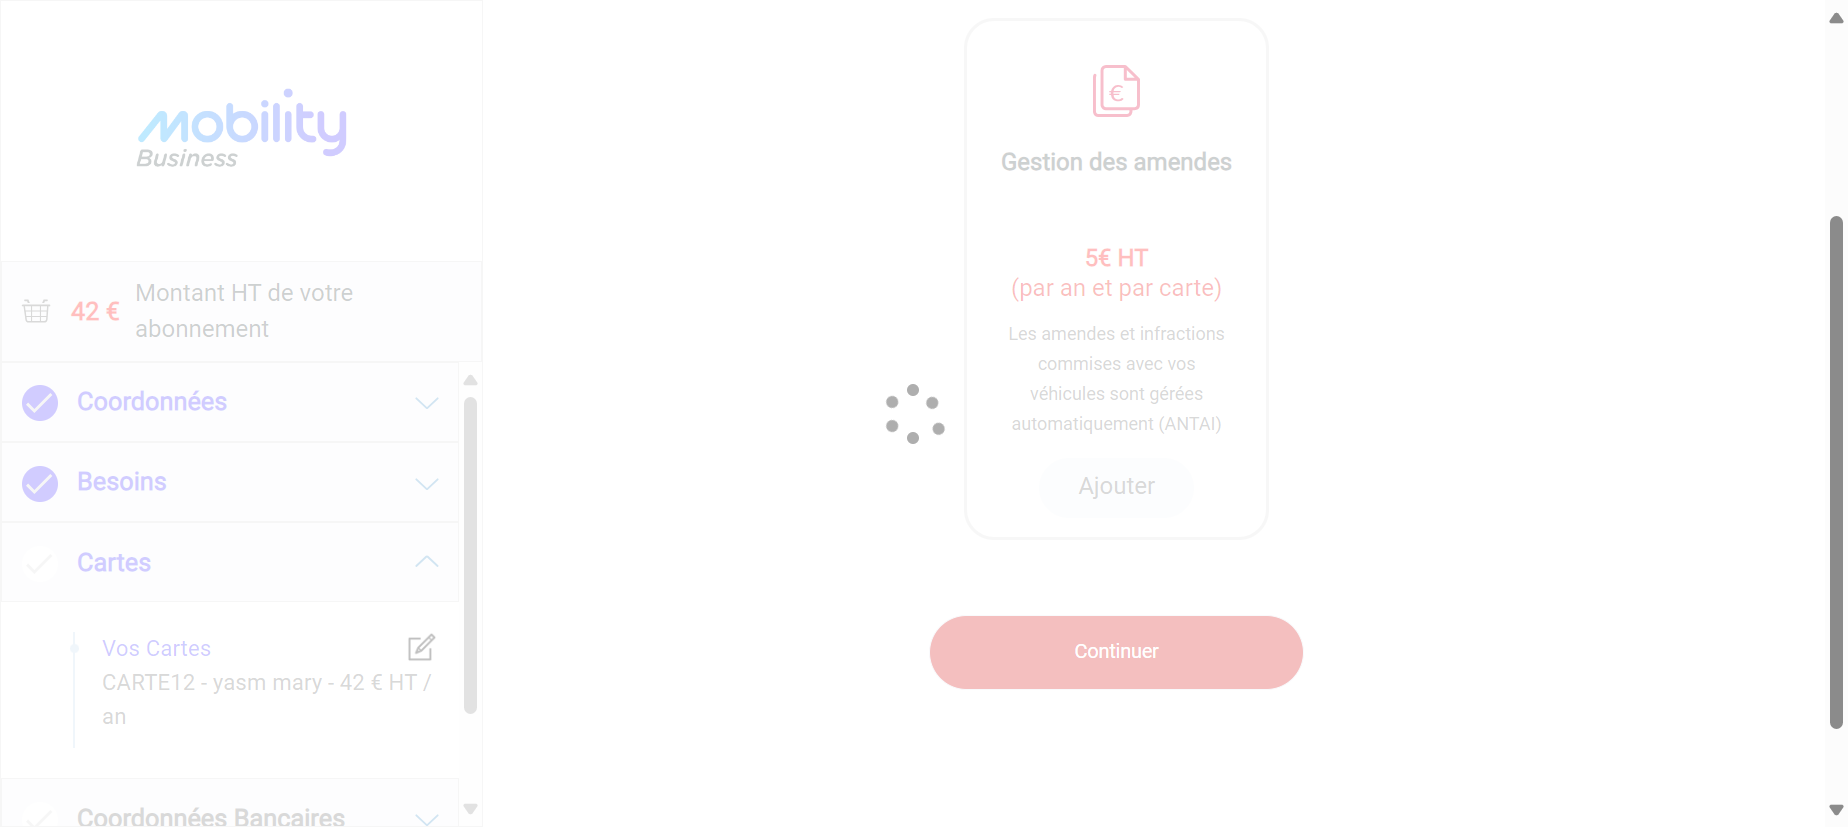 mobility
Business
42 €
Montant HT de votre
abonnement
Coordonnées
Besoins
Cartes
Vos Cartes
CARTE12 - yasm mary - 42 € HT /
an
Coordonnées Bancaires
€
Gestion des amendes
5€ HT
(par an et par carte)
Les amendes et infractions
commises avec vos
véhicules sont gérées
automatiquement (ANTAI)
Ajouter
Continuer